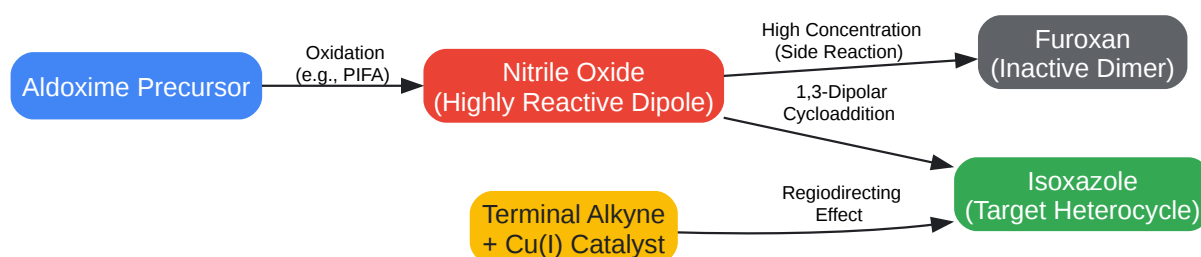 Aldoxime Precursor
Oxidation
(e.g., PIFA)
Nitrile Oxide
(Highly Reactive Dipole)
High Concentration
(Side Reaction)
Furoxan
(Inactive Dimer)
1,3-Dipolar
Cycloaddition
Terminal Alkyne
+ Cu(I) Catalyst
Regiodirecting
Effect
Isoxazole
(Target Heterocycle)